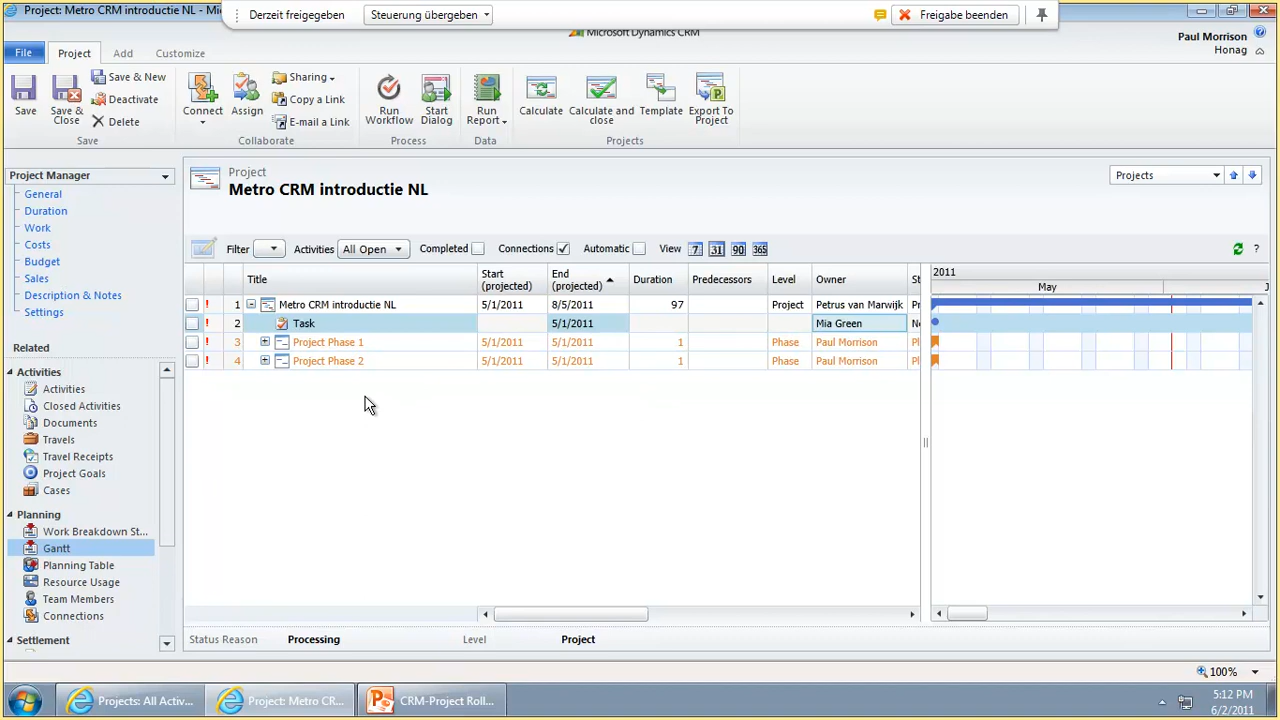 Project: Metro CRM introductie NL - Mi
Derzeit freigegeben
Steuerung übergeben
Freigabe beenden
Microsoft Dynamics CRM
Paul Morrison
Honag
File
Project
Add
Customize
Save
Save & Close
Save & New
Deactivate
Delete
Save
Connect
Assign
Sharing
Copy a Link
E-mail a Link
Collaborate
Run Workflow
Start Dialog
Process
Run Report
Data
Calculate
Calculate and close
Template
Export To Project
Projects
Project Manager
General
Duration
Work
Costs
Budget
Sales
Description & Notes
Settings
Related
Activities
Activities
Closed Activities
Documents
Travels
Travel Receipts
Project Goals
Cases
Planning
Work Breakdown St...
Gantt
Planning Table
Resource Usage
Team Members
Connections
Settlement
Project
Metro CRM introductie NL
Projects
Filter Activities All Open Completed Connections Automatic View 7 31 90 365 ?
Title Start (projected) End (projected) Duration Predecessors Level Owner St
! 1 Metro CRM introductie NL 5/1/2011 8/5/2011 97 Project Petrus van Marwijk Pr
! 2 Task 5/1/2011 Mia Green
! 3 Project Phase 1 5/1/2011 5/1/2011 1 Phase Paul Morrison Pl
! 4 Project Phase 2 5/1/2011 5/1/2011 1 Phase Paul Morrison Pl
2011
May
J
Status Reason Processing Level Project
100%
Projects: All Activ...
Project: Metro CR...
CRM-Project Roll...
5:12 PM
6/2/2011